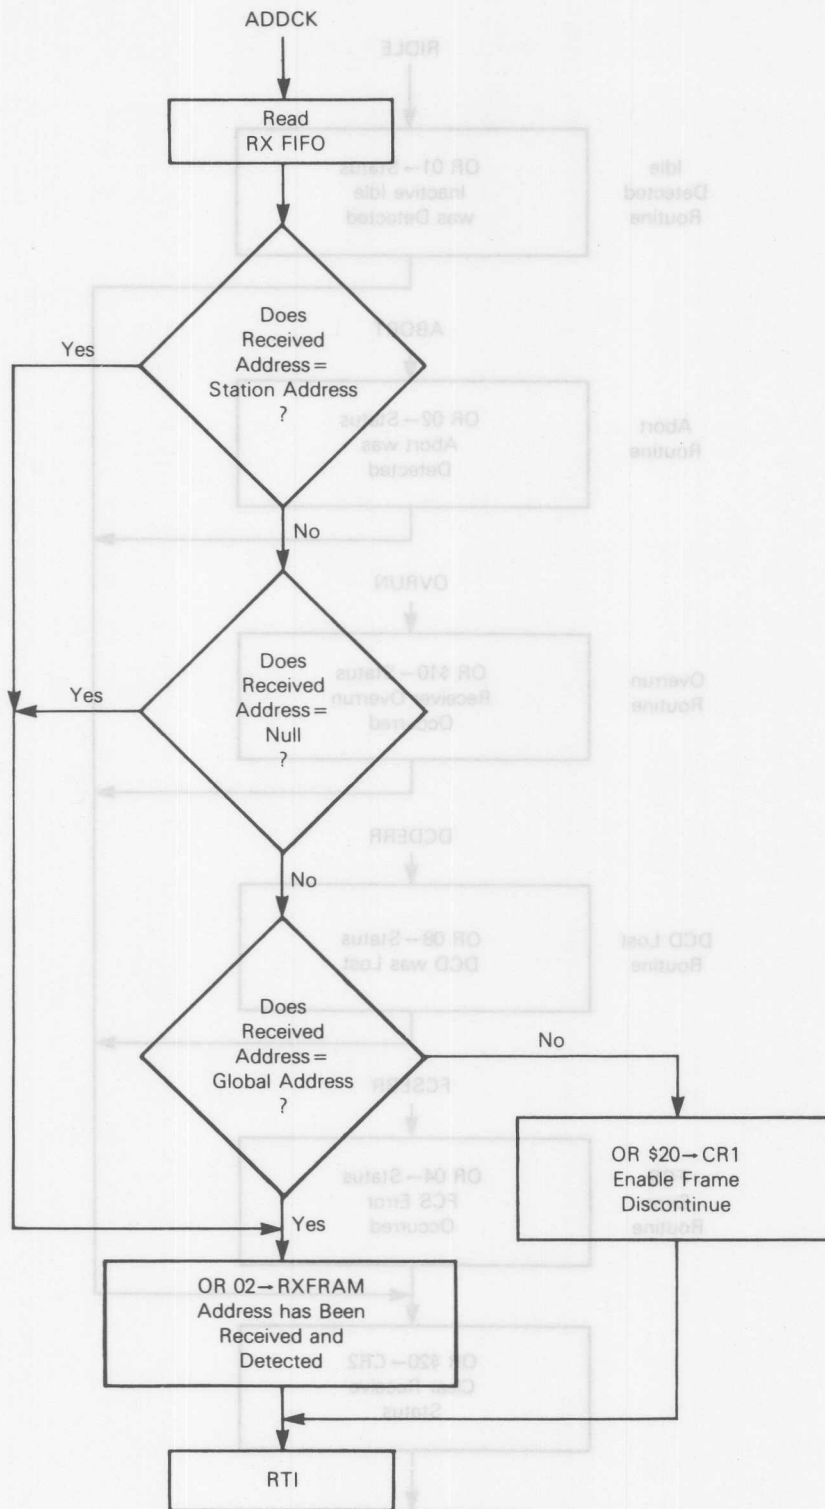 ADDCK
Read
RX FIFO
Does
Received
Address=
Station Address
?
Yes
No
Does
Received
Address=
Null
?
Yes
No
Does
Received
Address=
Global Address
?
No
OR $20→CR1
Enable Frame
Discontinue
Yes
OR 02→RXFRAM
Address has Been
Received and
Detected
RTI